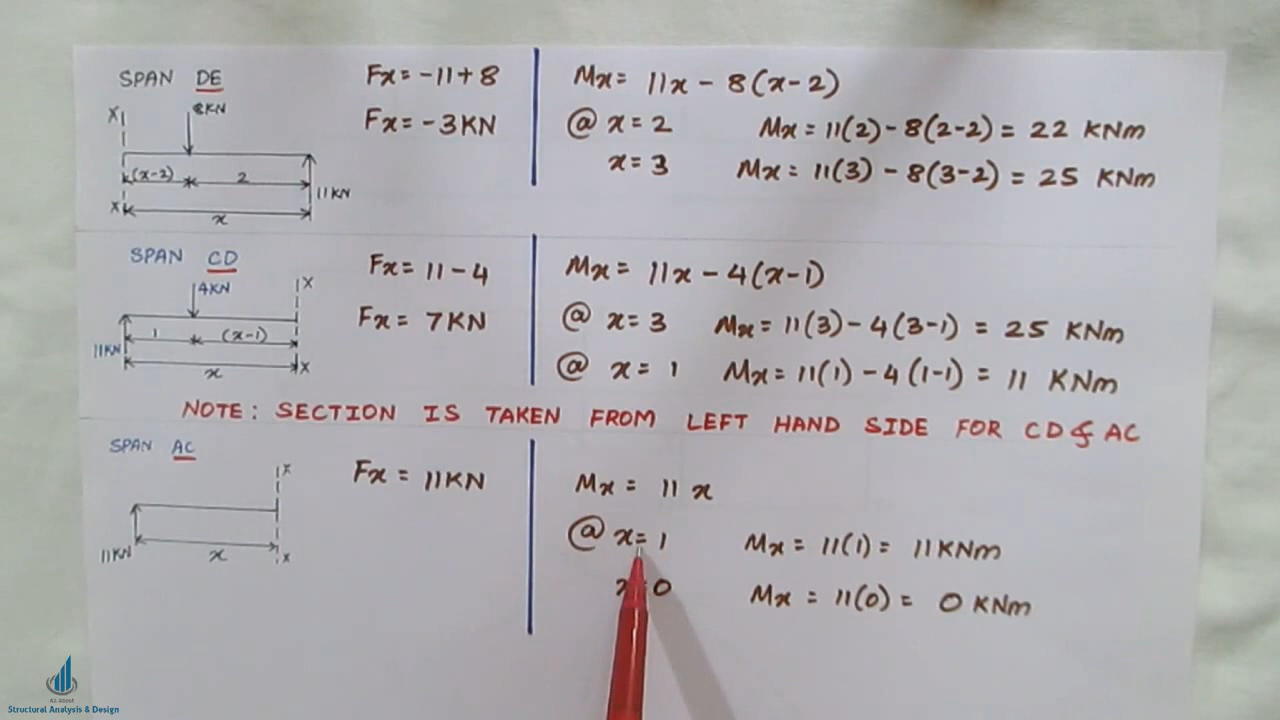 SPAN DE
X
8KN
(x-2)
2
11KN
X
x
Fx = -11+8
Fx = -3KN
Mx = 11x - 8(x-2)
@ x = 2 Mx = 11(2) - 8(2-2) = 22 KNm
x = 3 Mx = 11(3) - 8(3-2) = 25 KNm
SPAN CD
X
4KN
1
(x-1)
11KN
x
X
Fx = 11-4
Fx = 7KN
Mx = 11x - 4(x-1)
@ x = 3 Mx = 11(3) - 4(3-1) = 25 KNm
@ x = 1 Mx = 11(1) - 4(1-1) = 11 KNm
NOTE: SECTION IS TAKEN FROM LEFT HAND SIDE FOR CD & AC
SPAN AC
x
11KN
x
x
Fx = 11KN
Mx = 11 x
@ x = 1 Mx = 11(1) = 11KNm
x = 0 Mx = 11(0) = 0 KNm
All About
Structural Analysis & Design